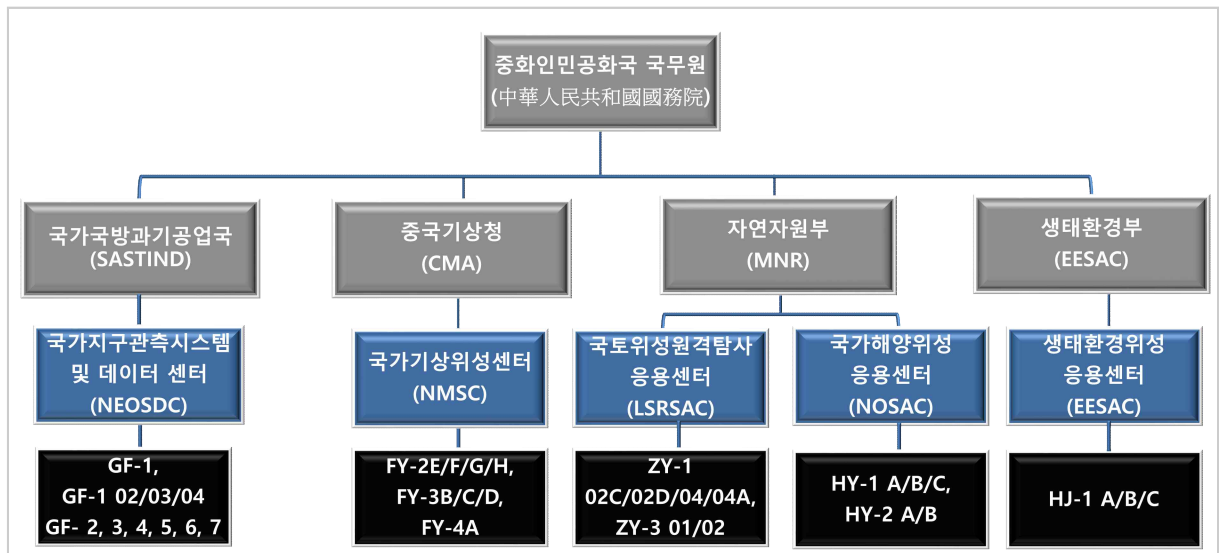 중화인민공화국 국무원
(中華人民共和國國務院)
국가국방과기공업국
(SASTIND)
중국기상청
(CMA)
자연자원부
(MNR)
생태환경부
(EESAC)
국가지구관측시스템
및 데이터 센터
(NEOSDC)
국가기상위성센터
(NMSC)
국토위성원격탐사
응용센터
(LSRSAC)
국가해양위성
응용센터
(NOSAC)
생태환경위성
응용센터
(EESAC)
GF-1,
GF-1 02/03/04
GF- 2, 3, 4, 5, 6, 7
FY-2E/F/G/H,
FY-3B/C/D,
FY-4A
ZY-1
02C/02D/04/04A,
ZY-3 01/02
HY-1 A/B/C,
HY-2 A/B
HJ-1 A/B/C